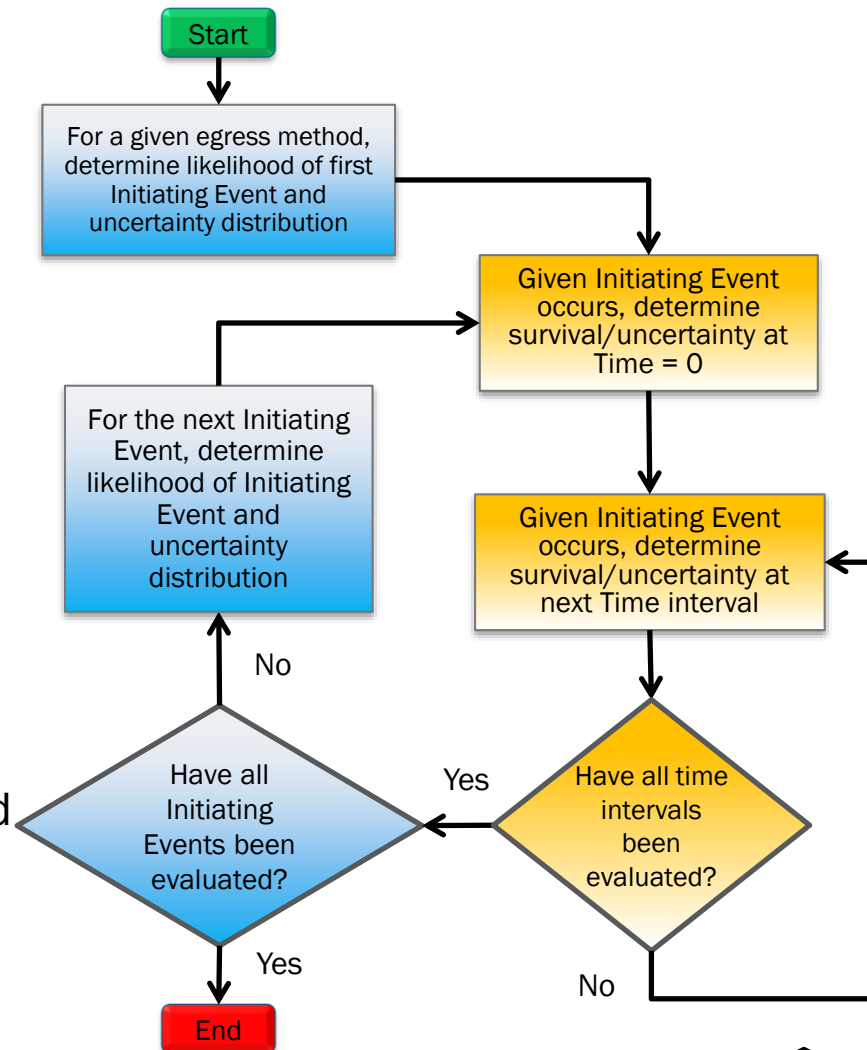 Start
For a given egress method,
determine likelihood of first
Initiating Event and
uncertainty distribution
Given Initiating Event
occurs, determine
survival/uncertainty at
Time = 0
For the next Initiating
Event, determine
likelihood of Initiating
Event and
uncertainty
distribution
Given Initiating Event
occurs, determine
survival/uncertainty at
next Time interval
No
Have all
Initiating
Events been
evaluated?
Yes
Have all time
intervals
been
evaluated?
d
Yes
No
End